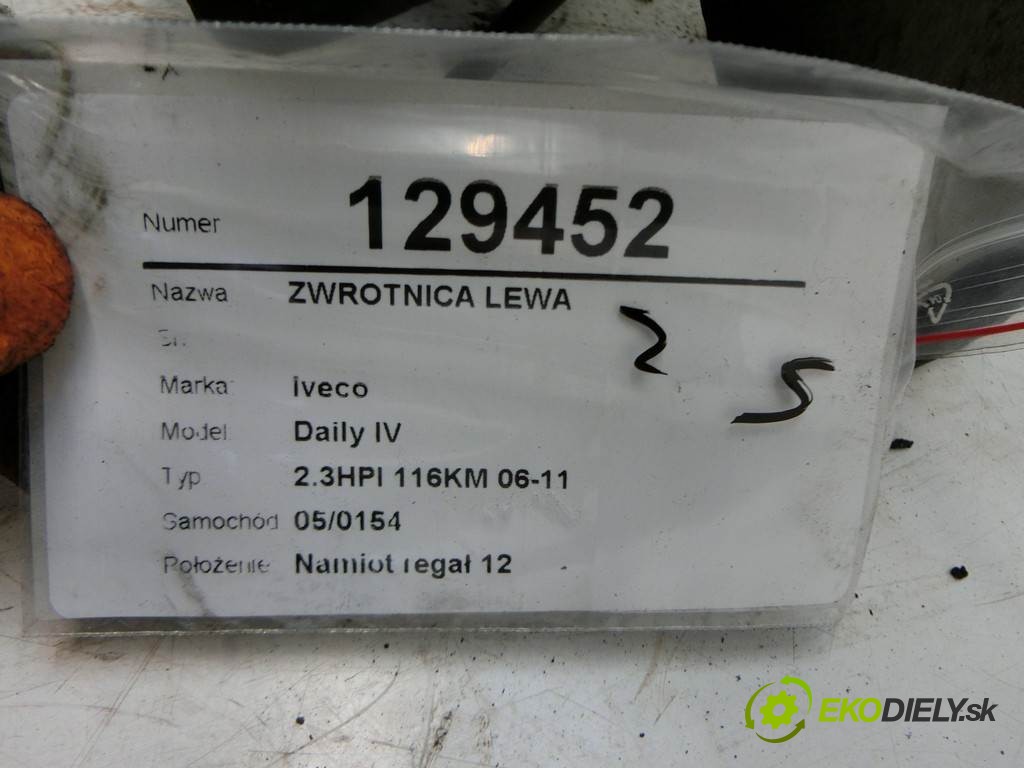 Numer 129452
Nazwa ZWROTNICA LEWA
2
Marka Iveco
S
Model Daily IV
Typ 2.3HPI 116KM 06-11
Samochód 05/0154
Położenie Namiot regał 12
EKODIELY.sk